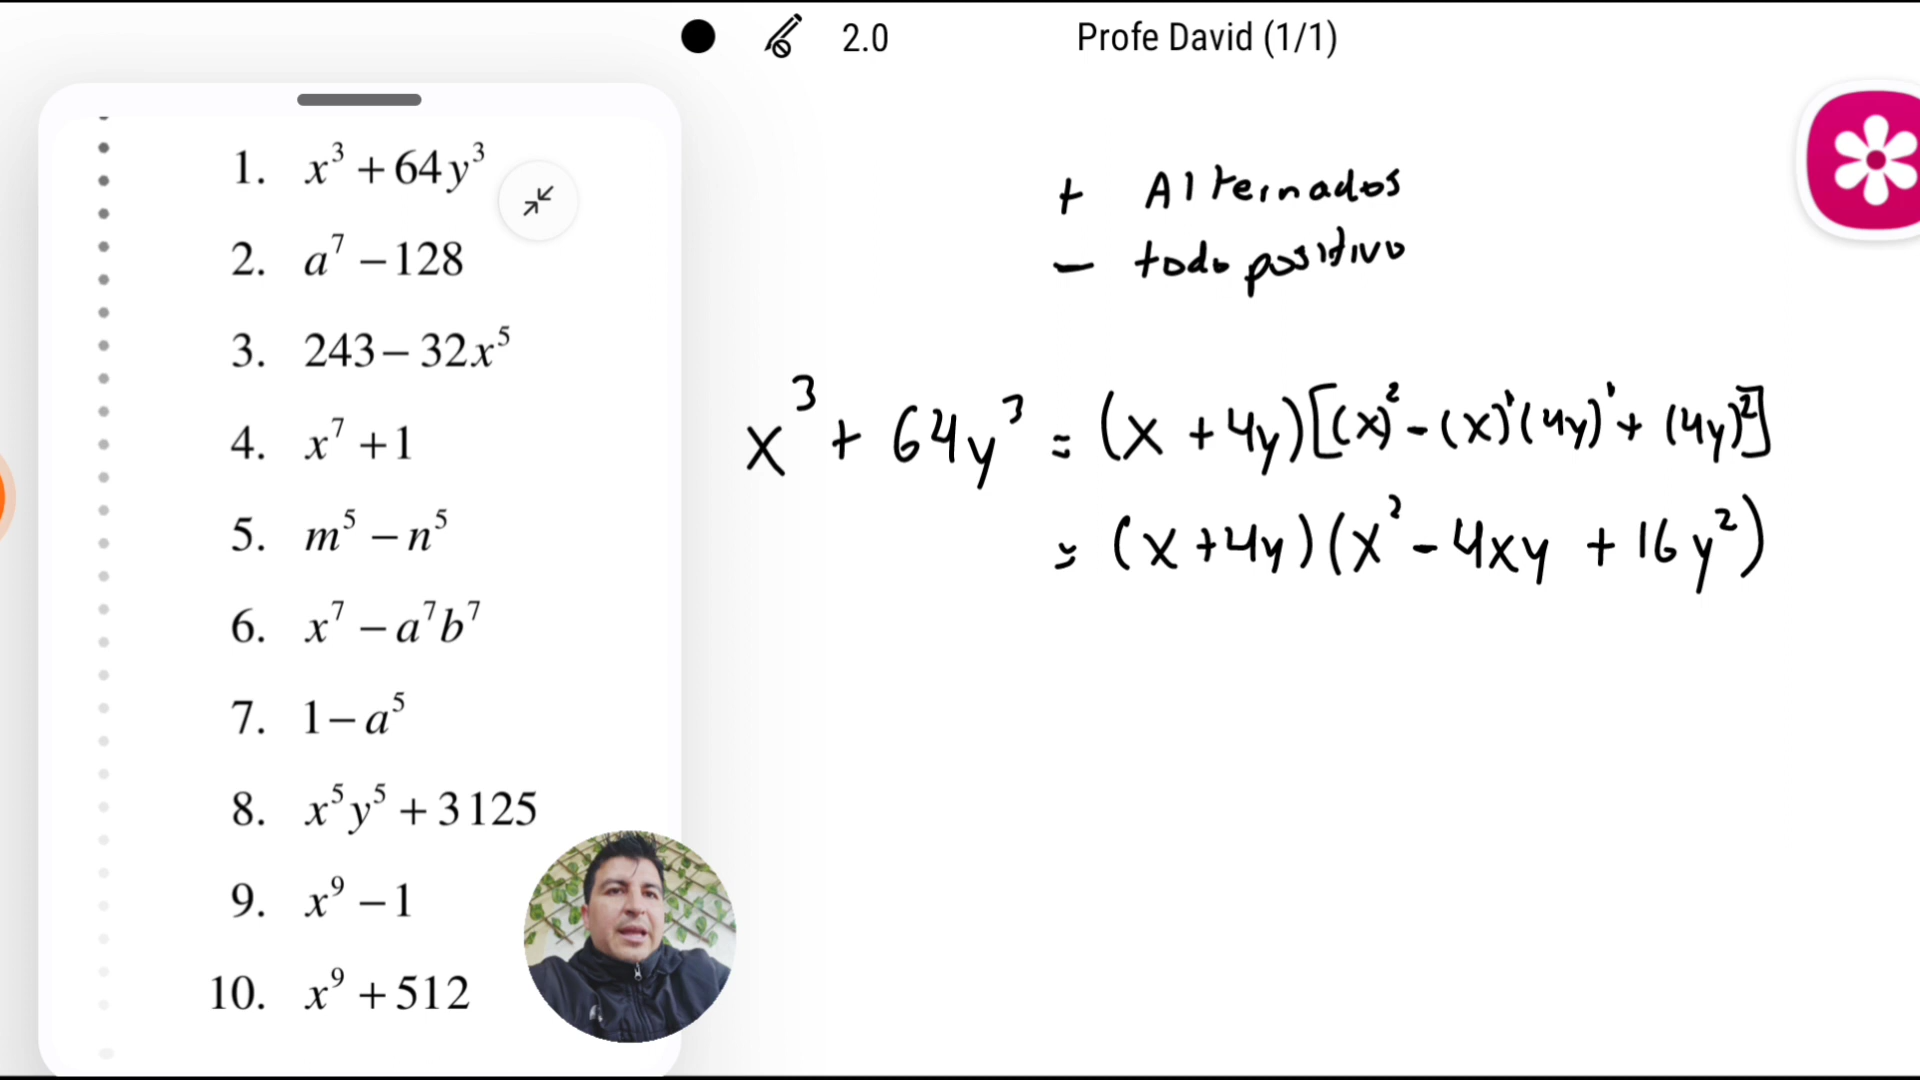 2.0 Profe David (1/1)
1. x³ + 64y³
2. a⁷ − 128
3. 243 − 32x⁵
4. x⁷ + 1
5. m⁵ − n⁵
6. x⁷ − a⁷b⁷
7. 1 − a⁵
8. x⁵y⁵ + 3125
9. x⁹ − 1
10. x⁹ + 512
+ Alternados
− todo positivo
x³ + 64y³ = (x + 4y)[(x)² − (x)¹(4y)¹ + (4y)²]
= (x + 4y)(x² − 4xy + 16y²)